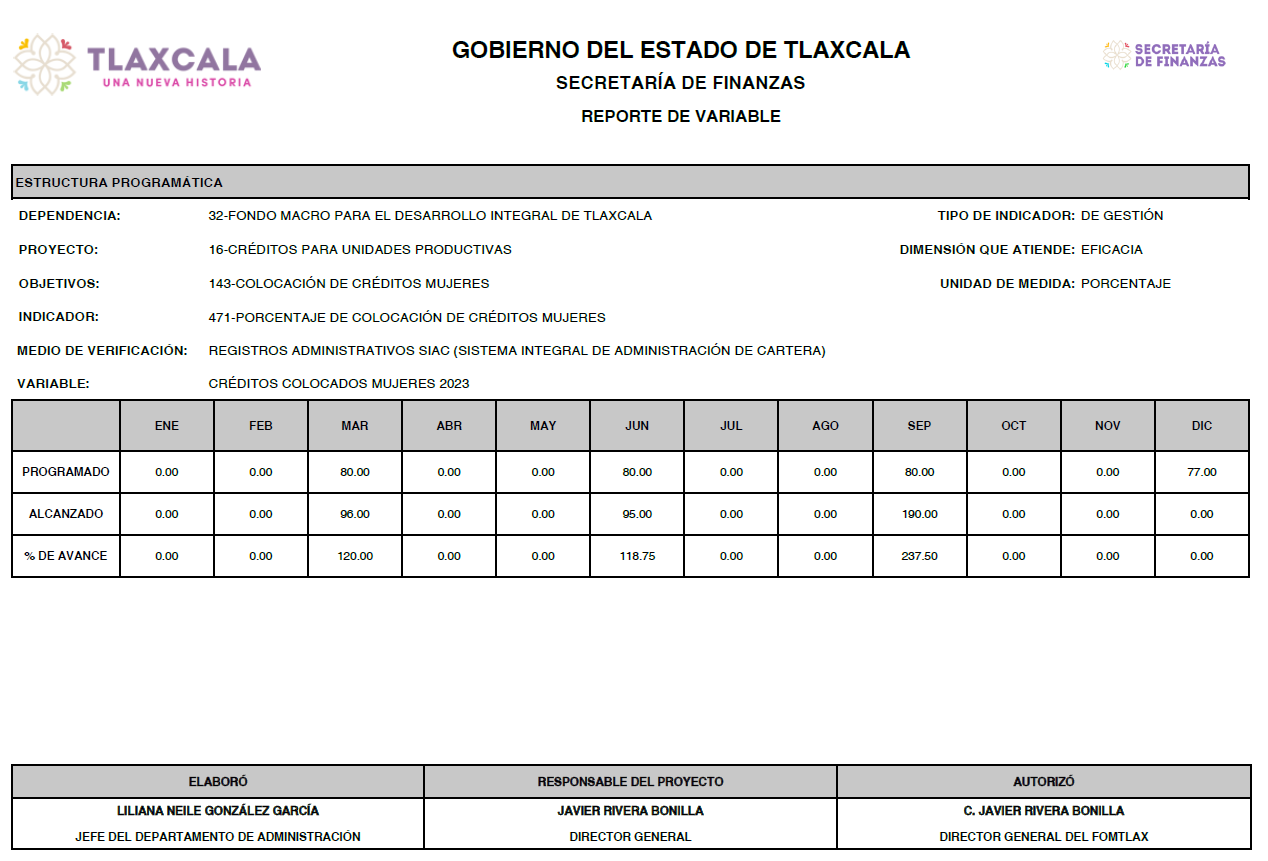 TLAXCALA
UNA NUEVA HISTORIA
GOBIERNO DEL ESTADO DE TLAXCALA
SECRETARÍA DE FINANZAS
REPORTE DE VARIABLE
SECRETARÍA
DE FINANZAS
ESTRUCTURA PROGRAMÁTICA
DEPENDENCIA: 32-FONDO MACRO PARA EL DESARROLLO INTEGRAL DE TLAXCALA TIPO DE INDICADOR: DE GESTIÓN
PROYECTO: 16-CRÉDITOS PARA UNIDADES PRODUCTIVAS DIMENSIÓN QUE ATIENDE: EFICACIA
OBJETIVOS: 143-COLOCACIÓN DE CRÉDITOS MUJERES UNIDAD DE MEDIDA: PORCENTAJE
INDICADOR: 471-PORCENTAJE DE COLOCACIÓN DE CRÉDITOS MUJERES
MEDIO DE VERIFICACIÓN: REGISTROS ADMINISTRATIVOS SIAC (SISTEMA INTEGRAL DE ADMINISTRACIÓN DE CARTERA)
VARIABLE: CRÉDITOS COLOCADOS MUJERES 2023
ENE FEB MAR ABR MAY JUN JUL AGO SEP OCT NOV DIC
PROGRAMADO 0.00 0.00 80.00 0.00 0.00 80.00 0.00 0.00 80.00 0.00 0.00 77.00
ALCANZADO 0.00 0.00 96.00 0.00 0.00 95.00 0.00 0.00 190.00 0.00 0.00 0.00
% DE AVANCE 0.00 0.00 120.00 0.00 0.00 118.75 0.00 0.00 237.50 0.00 0.00 0.00
ELABORÓ RESPONSABLE DEL PROYECTO AUTORIZÓ
LILIANA NEILE GONZÁLEZ GARCÍA JAVIER RIVERA BONILLA C. JAVIER RIVERA BONILLA
JEFE DEL DEPARTAMENTO DE ADMINISTRACIÓN DIRECTOR GENERAL DIRECTOR GENERAL DEL FOMTLAX